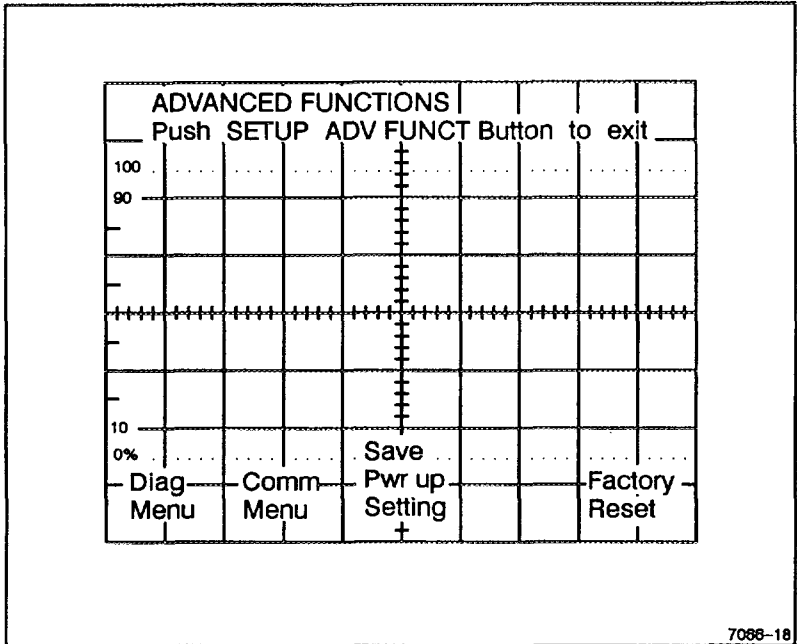 ADVANCED FUNCTIONS
Push SETUP ADV FUNCT Button to exit
100
90
10
0%
Diag Menu
Comm Menu
Save Pwr up Setting
Factory Reset
7066-18